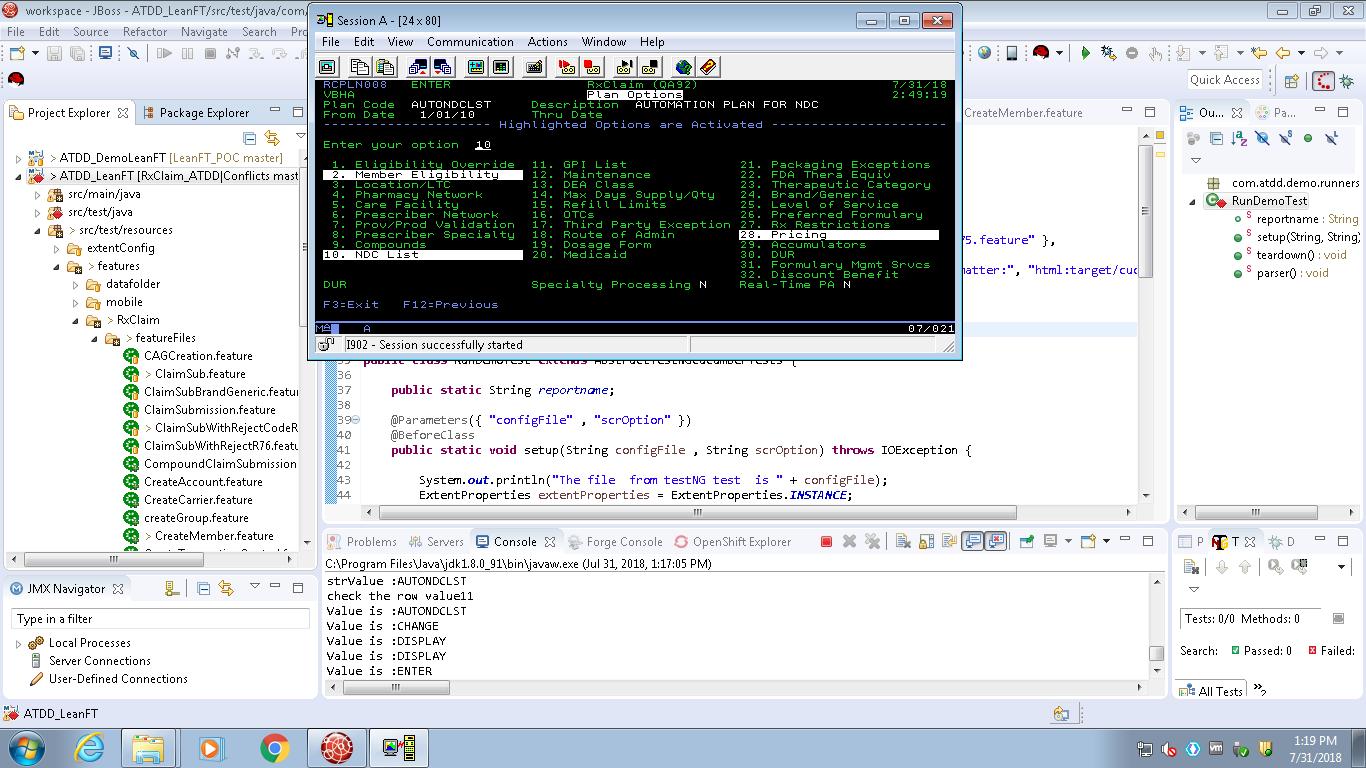 workspace - JBoss - ATDD_LeanFT/src/test/java/com/
File Edit Source Refactor Navigate Search Project
Quick Access
Project Explorer
Package Explorer
> ATDD_DemoLeanFT [LeanFT_POC master]
> ATDD_LeanFT [RxClaim_ATDD|Conflicts mast
src/main/java
src/test/java
> src/test/resources
extentConfig
> features
datafolder
mobile
> RxClaim
> featureFiles
CAGCreation.feature
> ClaimSub.feature
ClaimSubBrandGeneric.featu
ClaimSubmission.feature
> ClaimSubWithRejectCodeR
ClaimSubWithRejectR76.featu
CompoundClaimSubmission
CreateAccount.feature
CreateCarrier.feature
createGroup.feature
> CreateMember.feature
JMX Navigator
Type in a filter
Local Processes
Server Connections
User-Defined Connections
Session A - [24 x 80]
File Edit View Communication Actions Window Help
RCPLN008 ENTER RxClaim (QA92) 7/31/18
VBHA Plan Options 2:49:19
Plan Code AUTONDCLST Description AUTOMATION PLAN FOR NDC
From Date 1/01/10 Thru Date
Highlighted Options are Activated
Enter your option 10
1. Eligibility Override 11. GPI List 21. Packaging Exceptions
2. Member Eligibility 12. Maintenance 22. FDA Thera Equiv
3. Location/LTC 13. DEA Class 23. Therapeutic Category
4. Pharmacy Network 14. Max Days Supply/Qty 24. Brand/Generic
5. Care Facility 15. Refill Limits 25. Level of Service
6. Prescriber Network 16. OTCs 26. Preferred Formulary
7. Prov/Prod Validation 17. Third Party Exception 27. Rx Restrictions
8. Prescriber Specialty 18. Route of Admin 28. Pricing
9. Compounds 19. Dosage Form 29. Accumulators
10. NDC List 20. Medicaid 30. DUR
31. Formulary Mgmt Srvcs
32. Discount Benefit
DUR Specialty Processing N Real-Time PA N
F3=Exit F12=Previous
MA A 07/021
I902 - Session successfully started
CreateMember.feature
75.feature" },
matter:", "html:target/cuc
35 public class RunDemoTest extends AbstractTestNGCucumberTests {
36
37 public static String reportname;
38
39 @Parameters({ "configFile" , "scrOption" })
40 @BeforeClass
41 public static void setup(String configFile , String scrOption) throws IOException {
42
43 System.out.println("The file from testNG test is " + configFile);
44 ExtentProperties extentProperties = ExtentProperties.INSTANCE;
Problems Servers Console Forge Console OpenShift Explorer
C:\Program Files\Java\jdk1.8.0_91\bin\javaw.exe (Jul 31, 2018, 1:17:05 PM)
strValue :AUTONDCLST
check the row value11
Value is :AUTONDCLST
Value is :CHANGE
Value is :DISPLAY
Value is :DISPLAY
Value is :ENTER
Ou... Pa...
com.atdd.demo.runners
RunDemoTest
reportname : String
setup(String, String)
teardown() : void
parser() : void
P T D
Tests: 0/0 Methods: 0
Search: Passed: 0 Failed:
All Tests
ATDD_LeanFT
1:19 PM
7/31/2018